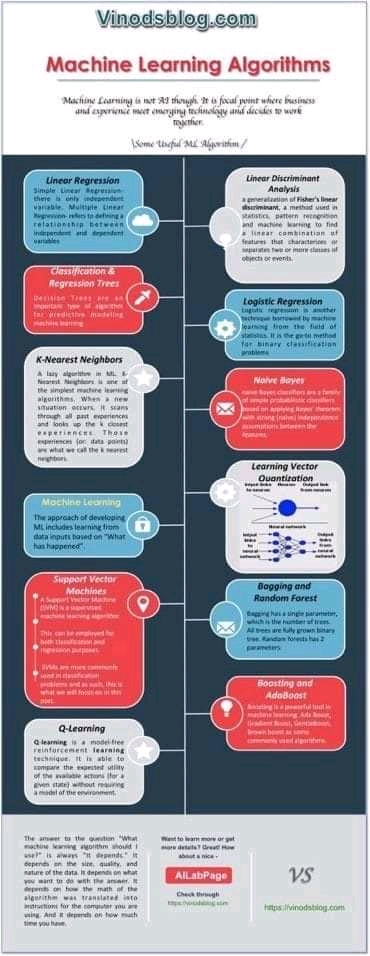 Vinodsblog.com
Machine Learning Algorithms
Machine Learning is not AI though. It is focal point where business
and experience meet emerging technology and decides to work
together.
\Some Useful ML Algorithm /
Linear Regression
Simple Linear Regression-
there is only independent
variable. Multiple Linear
Regression- refers to defining a
relationship between
independent and dependent
variables
Linear Discriminant
Analysis
a generalization of Fisher's linear
discriminant, a method used in
statistics, pattern recognition
and machine learning to find
a linear combination of
features that characterizes or
separates two or more classes of
objects or events.
Classification &
Regression Trees
Decision Trees are an
important type of algorithm
for predictive modeling
machine learning
Logistic Regression
Logistic regression is another
technique borrowed by machine
learning from the field of
statistics. It is the go-to method
for binary classification
problems
K-Nearest Neighbors
A lazy algorithm in ML. K-
Nearest Neighbors is one of
the simplest machine learning
algorithms. When a new
situation occurs, it scans
through all past experiences
and looks up the k closest
experiences. Those
experiences (or: data points)
are what we call the k nearest
neighbors.
Naive Bayes
naive Bayes classifiers are a family
of simple probabilistic classifiers
based on applying Bayes' theorem
with strong (naive) independence
assumptions between the
features.
Learning Vector
Quantization
Input links
to neurons
Neurons
Output link
from neurons
Neural network
Input
links to
neural
network
Output
links
from
neural
network
Machine Learning
The approach of developing
ML includes learning from
data inputs based on "What
has happened".
Support Vector
Machines
A Support Vector Machine
(SVM) is a supervised
machine learning algorithm
This can be employed for
both classification and
regression purposes.
SVMs are more commonly
used in classification
problems and as such, this is
what we will focus on in this
post.
Bagging and
Random Forest
Bagging has a single parameter,
which is the number of trees.
All trees are fully grown binary
tree. Random forests has 2
parameters
Boosting and
AdaBoost
Boosting is a powerful tool in
machine learning. Ada Boost,
Gradient Boost, GentleBoost,
Brown boost as some
commonly used algorithms.
Q-Learning
Q-learning is a model-free
reinforcement learning
technique. It is able to
compare the expected utility
of the available actions (for a
given state) without requiring
a model of the environment.
The answer to the question "What
machine learning algorithm should I
use?" is always "It depends." It
depends on the size, quality, and
nature of the data. It depends on what
you want to do with the answer. It
depends on how the math of the
algorithm was translated into
instructions for the computer you are
using. And it depends on how much
time you have.
Want to learn more or get
more details? Great! How
about a nice -
AILabPage
Check through
https://vinodsblog.com
VS
https://vinodsblog.com